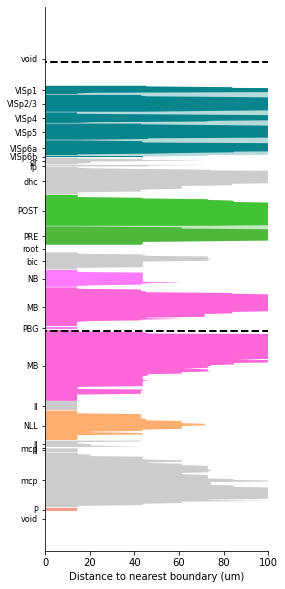 void
VISp1
VISp2/3
VISp4
VISp5
VISp6a
VISp6b
fp
dhc
POST
PRE
root
bic
NB
MB
PBG
MB
ll
NLL
ll
mcp
mcp
P
void
0 20 40 60 80 100
Distance to nearest boundary (um)